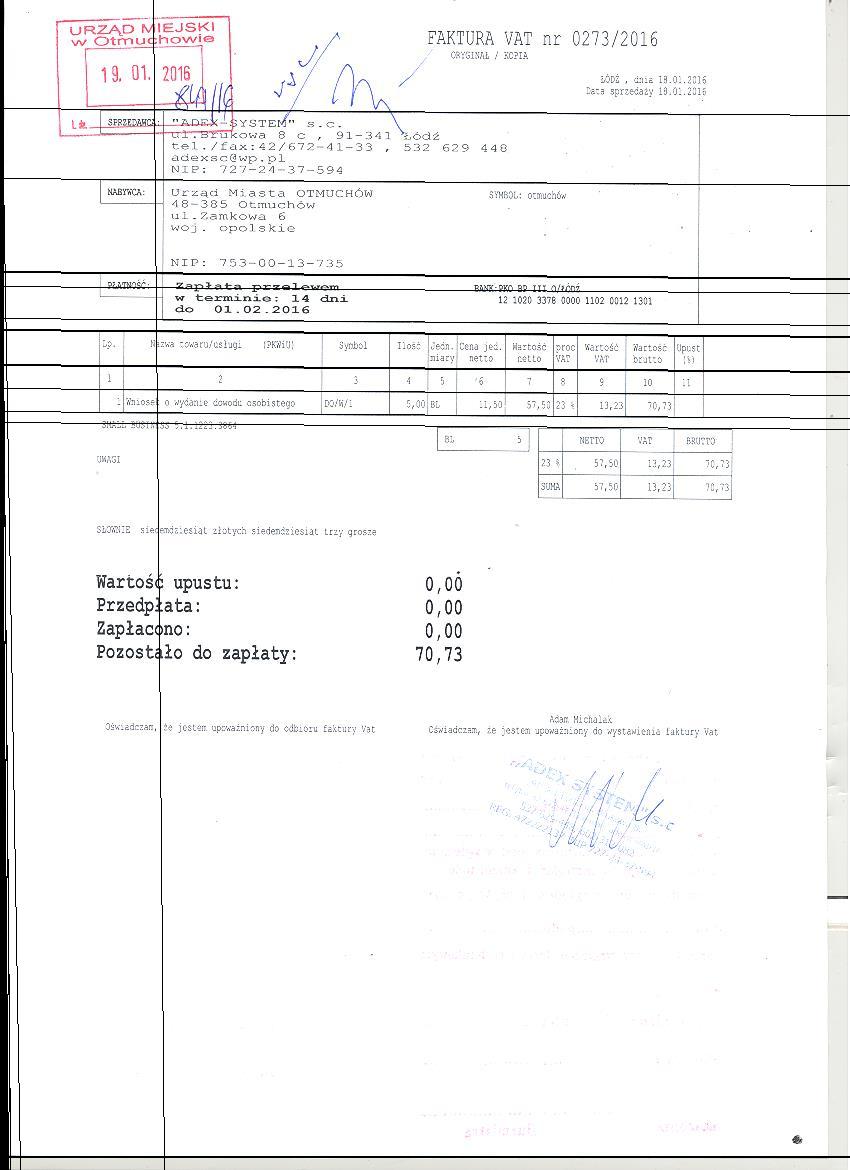 URZĄD MIEJSKI
w Otmuchowie
19. 01. 2016
FAKTURA VAT nr 0273/2016
ORYGINAŁ / KOPIA
ŁÓDŹ , dnia 18.01.2016
Data sprzedaży 18.01.2016
SPRZEDAWCA: "ADEX-SYSTEM" s.c.
ul.Brukowa 8 c , 91-341 Łódź
tel./fax:42/672-41-33 , 532 629 448
adexsc@wp.pl
NIP: 727-24-37-594
NABYWCA: Urząd Miasta OTMUCHÓW SYMBOL: otmuchów
48-385 Otmuchów
ul.Zamkowa 6
woj. opolskie
NIP: 753-00-13-735
PŁATNOŚĆ: Zapłata przelewem BANK:PKO BP III O/ŁÓDŹ
w terminie: 14 dni 12 1020 3378 0000 1102 0012 1301
do 01.02.2016
Lp. Nazwa towaru/usługi (PKWiU) Symbol Ilość Jedn. miary Cena jed. netto Wartość netto proc VAT Wartość VAT Wartość brutto Upust (%)
1 2 3 4 5 6 7 8 9 10 11
1 Wniosek o wydanie dowodu osobistego DO/W/1 5,00 BL 11,50 57,50 23 % 13,23 70,73
SMALL BUSINESS 5.1.1223.3864
BL 5
NETTO VAT BRUTTO
UWAGI
23 % 57,50 13,23 70,73
SUMA 57,50 13,23 70,73
SŁOWNIE siedemdziesiat złotych siedemdziesiat trzy grosze
Wartość upustu: 0,00
Przedpłata: 0,00
Zapłacono: 0,00
Pozostało do zapłaty: 70,73
Adam Michalak
Oświadczam, że jestem upoważniony do odbioru faktury Vat
Oświadczam, że jestem upoważniony do wystawienia faktury Vat
"ADEX SYSTEM" s.c